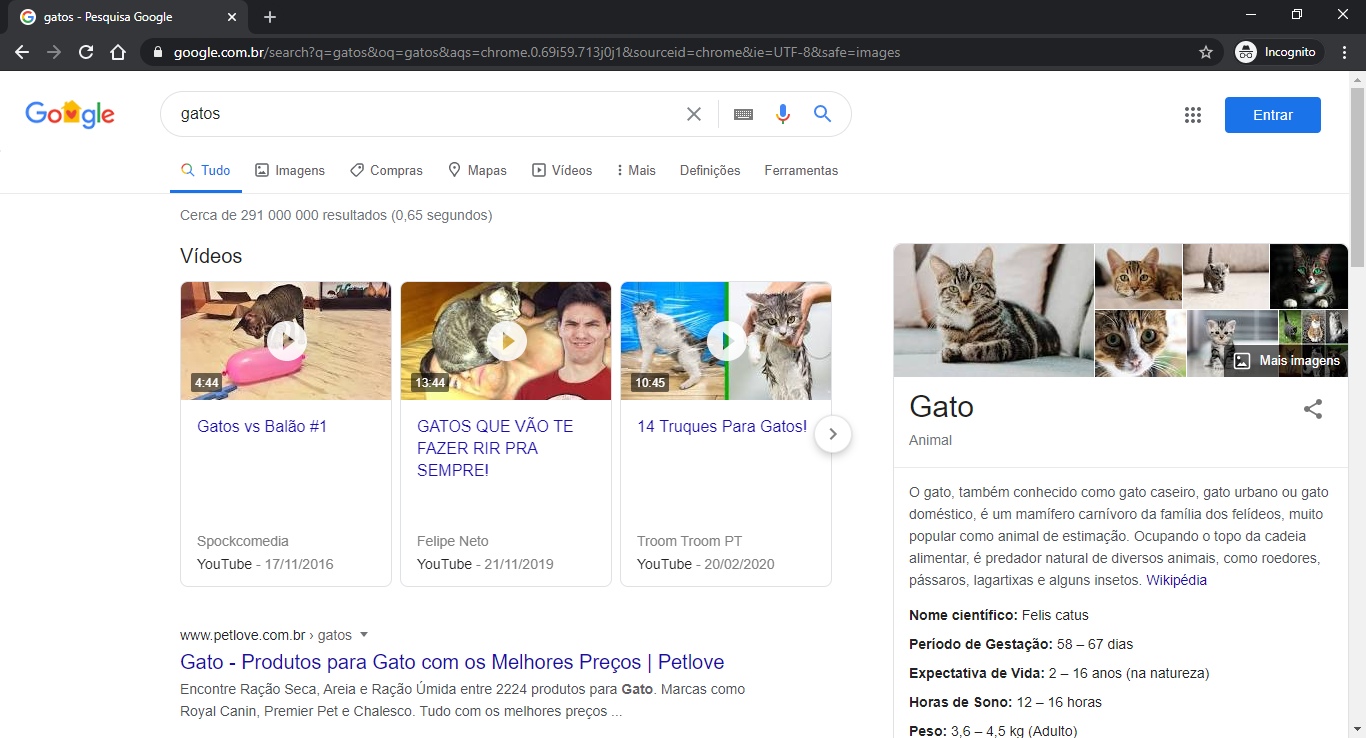 gatos - Pesquisa Google
google.com.br/search?q=gatos&oq=gatos&aqs=chrome.0.69i59.713j0j1&sourceid=chrome&ie=UTF-8&safe=images
Incognito
Google
gatos
Entrar
Tudo Imagens Compras Mapas Vídeos Mais Definições Ferramentas
Cerca de 291 000 000 resultados (0,65 segundos)
Vídeos
4:44
Gatos vs Balão #1
Spockcomedia
YouTube - 17/11/2016
13:44
GATOS QUE VÃO TE
FAZER RIR PRA
SEMPRE!
Felipe Neto
YouTube - 21/11/2019
10:45
14 Truques Para Gatos!
Troom Troom PT
YouTube - 20/02/2020
www.petlove.com.br › gatos
Gato - Produtos para Gato com os Melhores Preços | Petlove
Encontre Ração Seca, Areia e Ração Úmida entre 2224 produtos para Gato. Marcas como
Royal Canin, Premier Pet e Chalesco. Tudo com os melhores preços ...
Mais imagens
Gato
Animal
O gato, também conhecido como gato caseiro, gato urbano ou gato
doméstico, é um mamífero carnívoro da família dos felídeos, muito
popular como animal de estimação. Ocupando o topo da cadeia
alimentar, é predador natural de diversos animais, como roedores,
pássaros, lagartixas e alguns insetos. Wikipédia
Nome científico: Felis catus
Período de Gestação: 58 – 67 dias
Expectativa de Vida: 2 – 16 anos (na natureza)
Horas de Sono: 12 – 16 horas
Peso: 3,6 – 4,5 kg (Adulto)